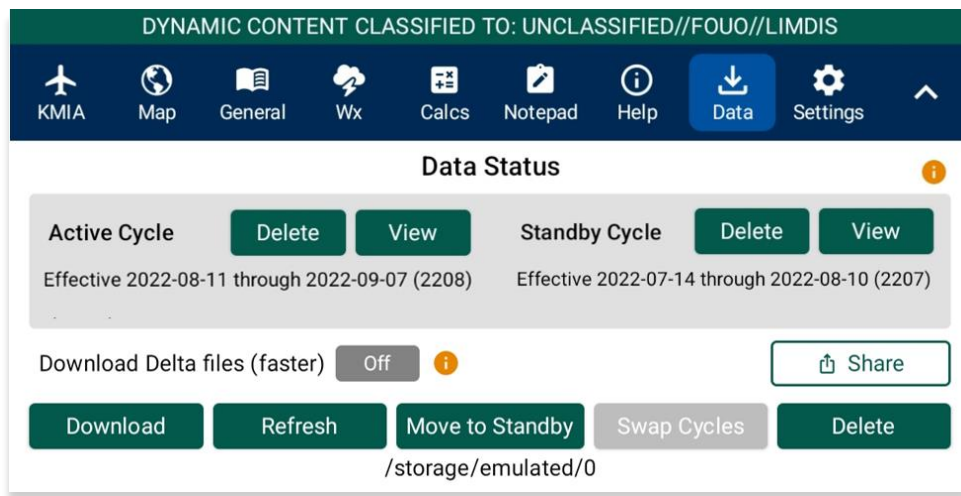 DYNAMIC CONTENT CLASSIFIED TO: UNCLASSIFIED//FOUO//LIMDIS
KMIA Map General Wx Calcs Notepad Help Data Settings
Data Status
Active Cycle Delete View Standby Cycle Delete View
Effective 2022-08-11 through 2022-09-07 (2208) Effective 2022-07-14 through 2022-08-10 (2207)
Download Delta files (faster) Off Share
Download Refresh Move to Standby Swap Cycles Delete
/storage/emulated/0